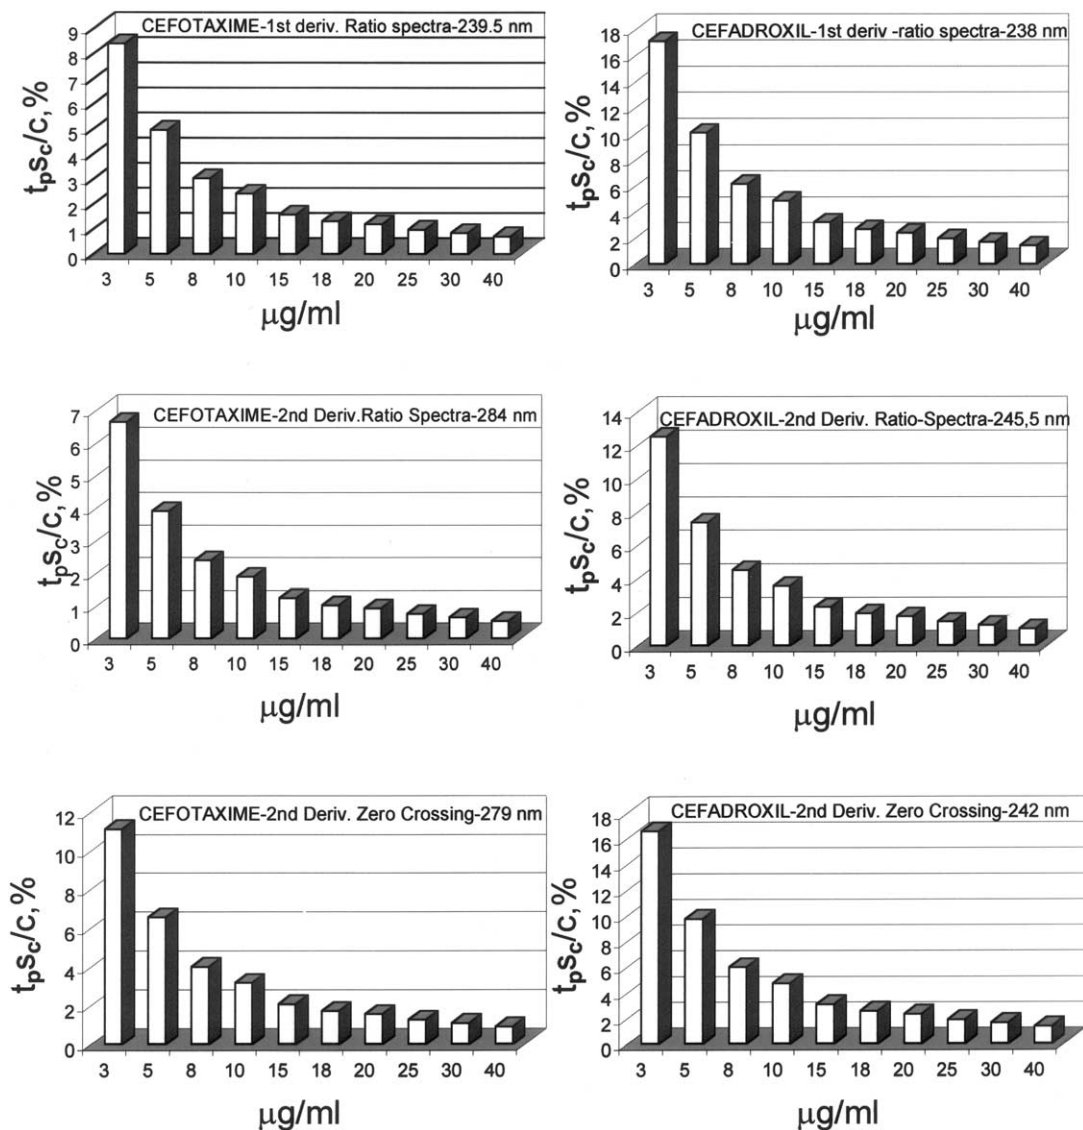 CEFOTAXIME-1st deriv. Ratio spectra-239.5 nm
tpsc/c,%
9
8
7
6
5
4
3
2
1
0
3 5 8 10 15 18 20 25 30 40
μg/ml
CEFADROXIL-1st deriv -ratio spectra-238 nm
tpsc/c,%
18
16
14
12
10
8
6
4
2
0
3 5 8 10 15 18 20 25 30 40
μg/ml
CEFOTAXIME-2nd Deriv.Ratio Spectra-284 nm
tpsc/c,%
7
6
5
4
3
2
1
0
3 5 8 10 15 18 20 25 30 40
μg/ml
CEFADROXIL-2nd Deriv. Ratio-Spectra-245,5 nm
tpsc/c,%
14
12
10
8
6
4
2
0
3 5 8 10 15 18 20 25 30 40
μg/ml
CEFOTAXIME-2nd Deriv. Zero Crossing-279 nm
tpsc/c,%
12
10
8
6
4
2
0
3 5 8 10 15 18 20 25 30 40
μg/ml
CEFADROXIL-2nd Deriv. Zero Crossing-242 nm
tpsc/c,%
18
16
14
12
10
8
6
4
2
0
3 5 8 10 15 18 20 25 30 40
μg/ml